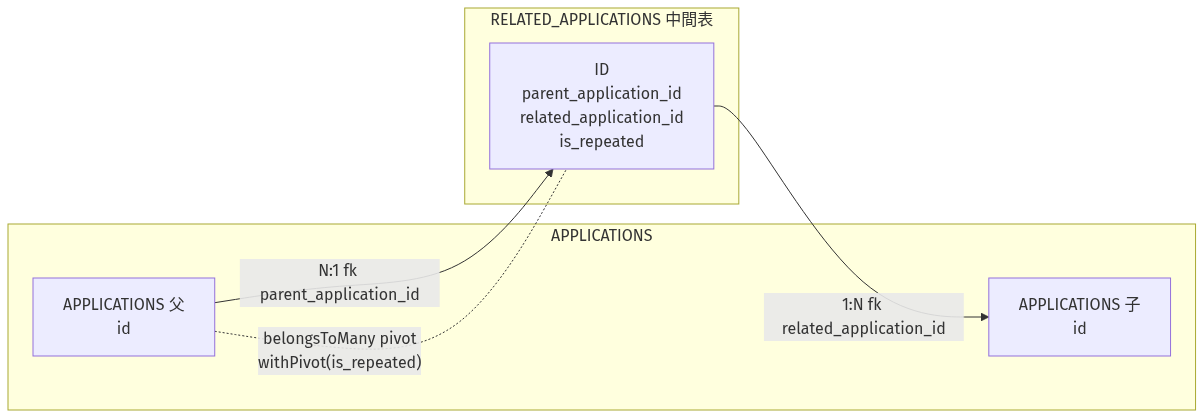 RELATED_APPLICATIONS 中間表
ID
parent_application_id
related_application_id
is_repeated
APPLICATIONS
APPLICATIONS 父
id
N:1 fk
parent_application_id
belongsToMany pivot
withPivot(is_repeated)
1:N fk
related_application_id
APPLICATIONS 子
id